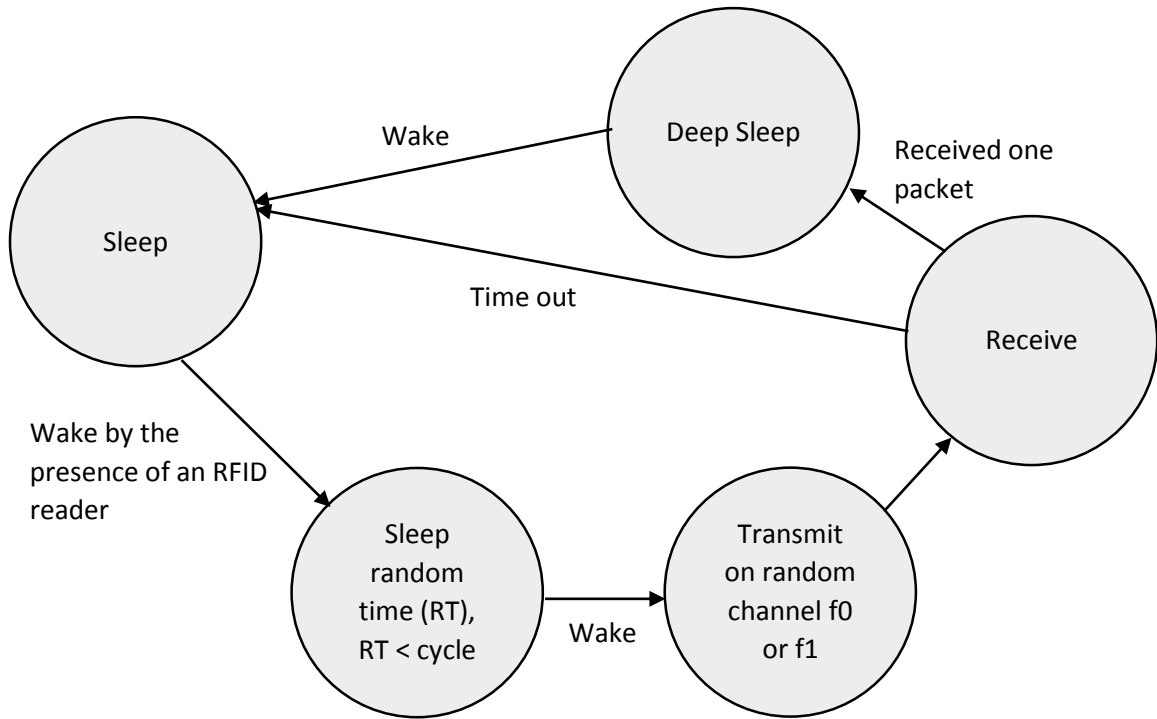 Deep Sleep
Wake
Received one
packet
Sleep
Time out
Receive
Wake by the
presence of an RFID
reader
Sleep
random
time (RT),
RT < cycle
Wake
Transmit
on random
channel f0
or f1